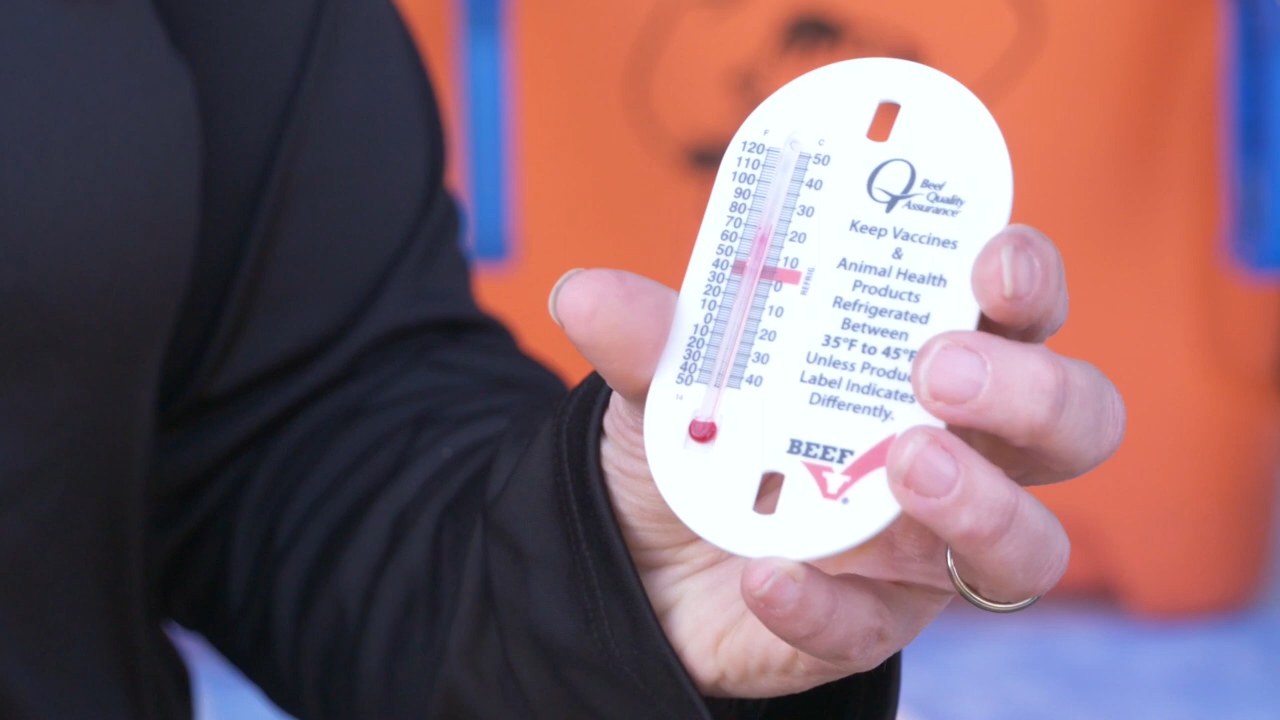 F C
120 50
110
100 40
90
80 30
70
60 20
50
40 10
30 0
20
10 10
0
10 20
20
30 30
40
50 40
REFRIG
Beef
Quality
Assurance
Keep Vaccines
&
Animal Health
Products
Refrigerated
Between
35°F to 45°F
Unless Produc
Label Indicates
Differently.
BEEF
14